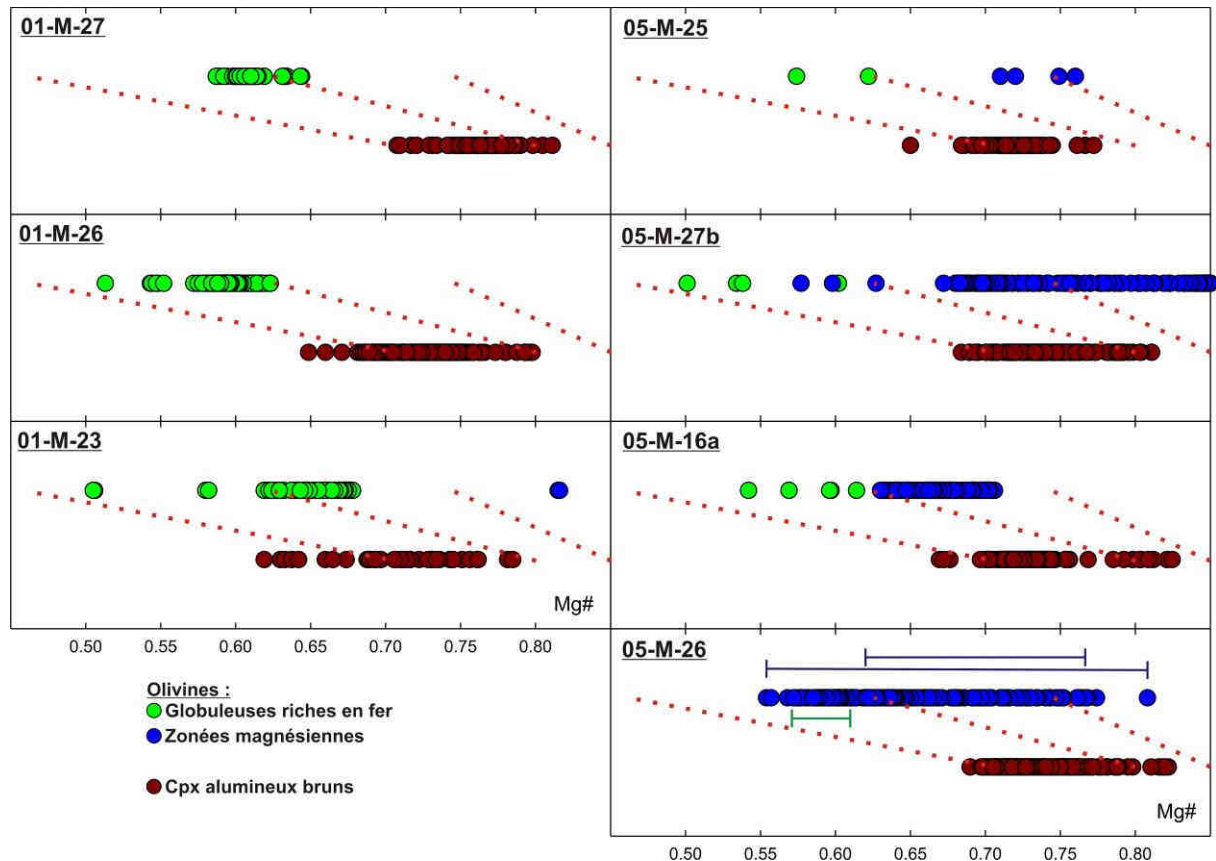 01-M-27
05-M-25
01-M-26
05-M-27b
01-M-23
05-M-16a
Mg#
0.50 0.55 0.60 0.65 0.70 0.75 0.80
05-M-26
Olivines :
Globuleuses riches en fer
Zonées magnésiennes
Cpx alumineux bruns
Mg#
0.50 0.55 0.60 0.65 0.70 0.75 0.80